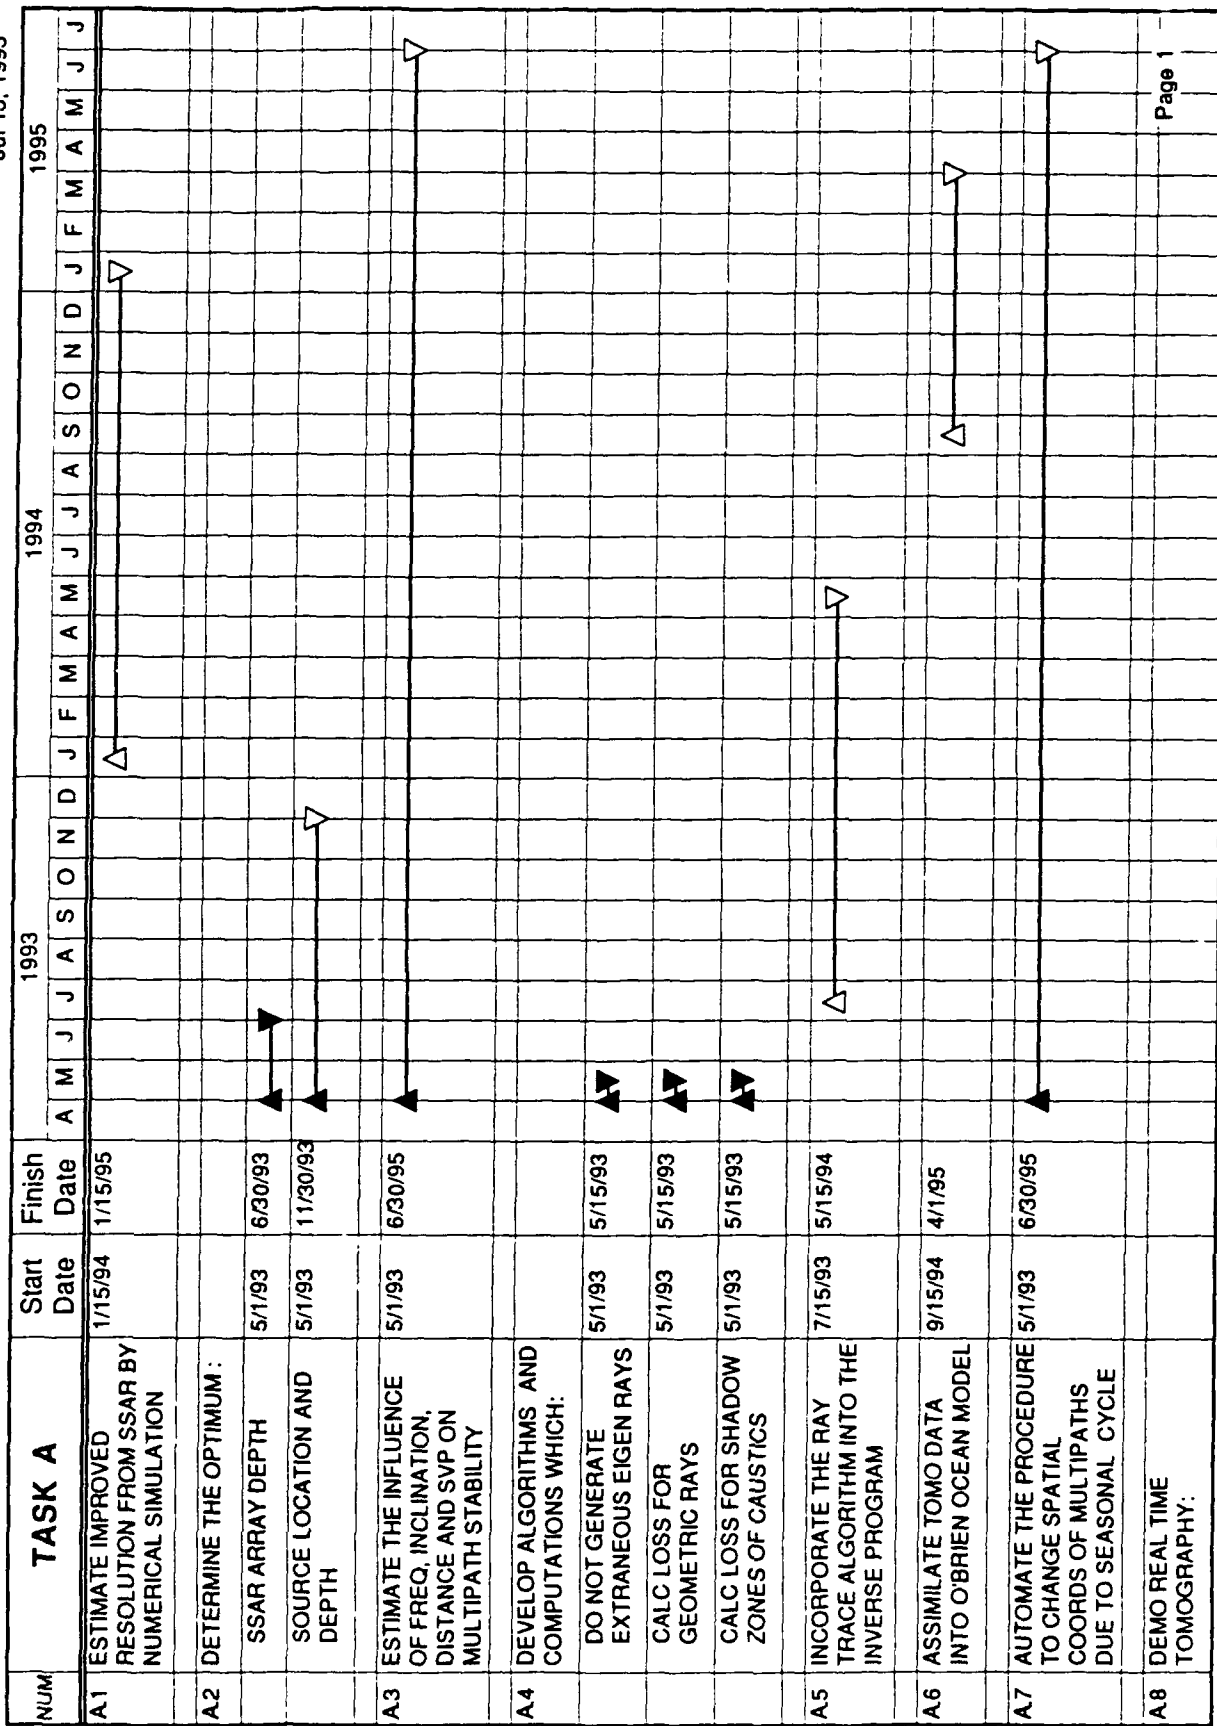 1993
1994
1995
NUM TASK A Start Date Finish Date A M J J A S O N D J F M A M J J A S O N D J F M A M J J
A.1 ESTIMATE IMPROVED 1/15/94 1/15/95
RESOLUTION FROM SSAR BY
NUMERICAL SIMULATION
A.2 DETERMINE THE OPTIMUM :
SSAR ARRAY DEPTH 5/1/93 6/30/93
SOURCE LOCATION AND 5/1/93 11/30/93
DEPTH
A.3 ESTIMATE THE INFLUENCE 5/1/93 6/30/95
OF FREQ, INCLINATION,
DISTANCE AND SVP ON
MULTIPATH STABILITY
A.4 DEVELOP ALGORITHMS AND
COMPUTATIONS WHICH:
DO NOT GENERATE 5/1/93 5/15/93
EXTRANEOUS EIGEN RAYS
CALC LOSS FOR 5/1/93 5/15/93
GEOMETRIC RAYS
CALC LOSS FOR SHADOW 5/1/93 5/15/93
ZONES OF CAUSTICS
A.5 INCORPORATE THE RAY 7/15/93 5/15/94
TRACE ALGORITHM INTO THE
INVERSE PROGRAM
A.6 ASSIMILATE TOMO DATA 9/15/94 4/1/95
INTO O'BRIEN OCEAN MODEL
A.7 AUTOMATE THE PROCEDURE 5/1/93 6/30/95
TO CHANGE SPATIAL
COORDS OF MULTIPATHS
DUE TO SEASONAL CYCLE
A.8 DEMO REAL TIME
TOMOGRAPHY:
Page 1